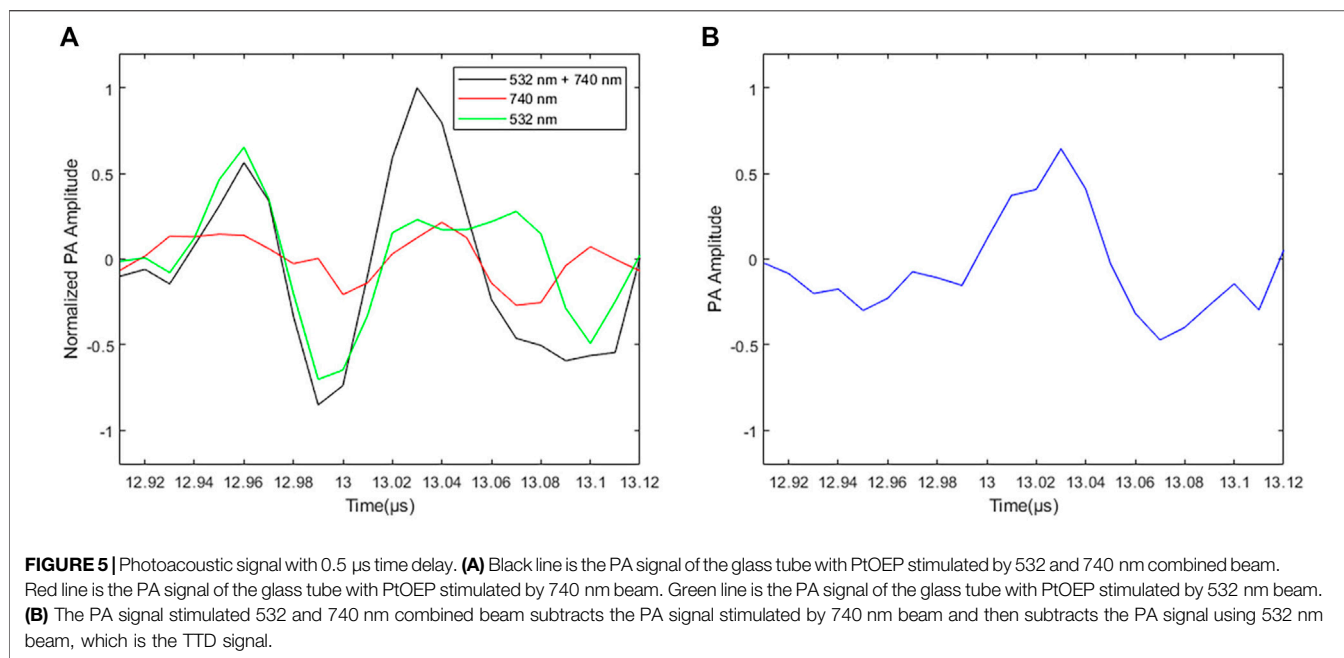 A
B
532 nm + 740 nm
740 nm
532 nm
1
0.5
0
-0.5
-1
Normalized PA Amplitude
12.92 12.94 12.96 12.98 13 13.02 13.04 13.06 13.08 13.1 13.12
Time(μs)
1
0.5
0
-0.5
-1
PA Amplitude
12.92 12.94 12.96 12.98 13 13.02 13.04 13.06 13.08 13.1 13.12
Time(μs)
FIGURE 5 | Photoacoustic signal with 0.5 μs time delay. (A) Black line is the PA signal of the glass tube with PtOEP stimulated by 532 and 740 nm combined beam.
Red line is the PA signal of the glass tube with PtOEP stimulated by 740 nm beam. Green line is the PA signal of the glass tube with PtOEP stimulated by 532 nm beam.
(B) The PA signal stimulated 532 and 740 nm combined beam subtracts the PA signal stimulated by 740 nm beam and then subtracts the PA signal using 532 nm
beam, which is the TTD signal.